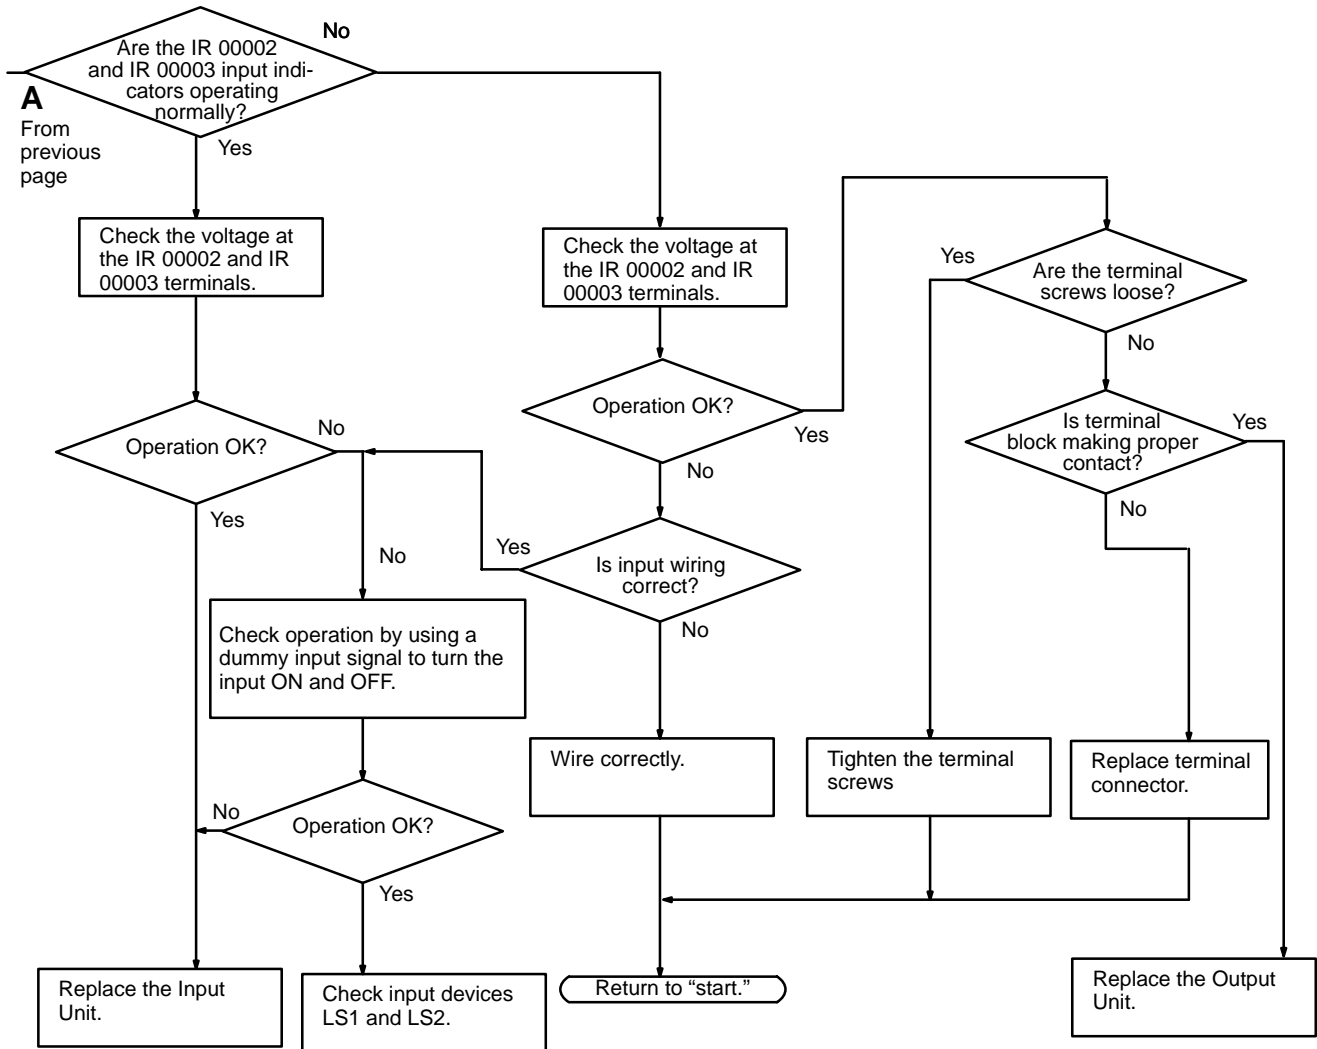 No
Are the IR 00002
and IR 00003 input indi-
cators operating
normally?
A
From
previous
page
Yes
Check the voltage at
the IR 00002 and IR
00003 terminals.
Check the voltage at
the IR 00002 and IR
00003 terminals.
Yes
Are the terminal
screws loose?
No
Operation OK?
Yes
No
Is terminal
block making proper
contact?
Yes
No
Operation OK?
No
Yes
No
Yes
Is input wiring
correct?
No
Check operation by using a
dummy input signal to turn the
input ON and OFF.
Wire correctly.
Tighten the terminal
screws
Replace terminal
connector.
No
Operation OK?
Yes
Replace the Input
Unit.
Check input devices
LS1 and LS2.
Return to “start.”
Replace the Output
Unit.